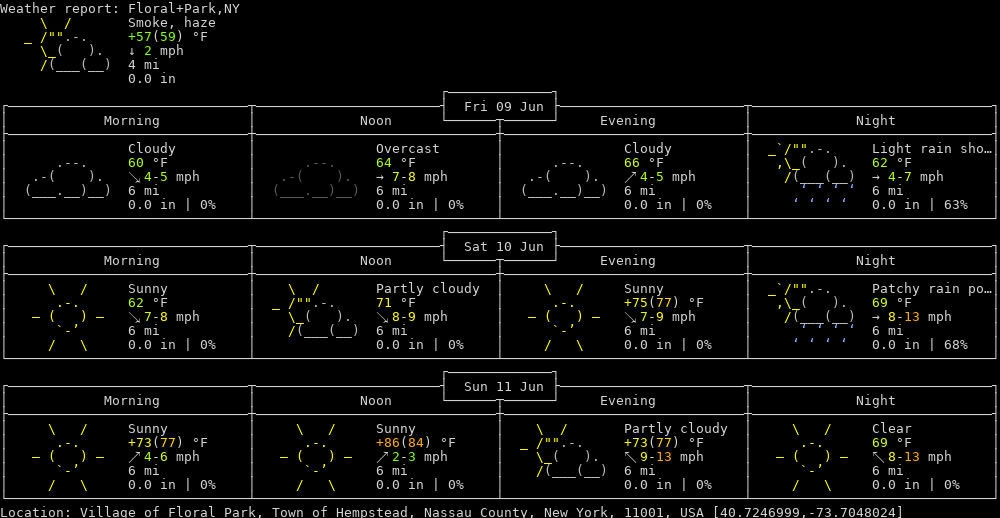 Weather report: Floral+Park,NY
Smoke, haze
+57(59) °F
↓ 2 mph
4 mi
0.0 in
Fri 09 Jun
Morning Noon Evening Night
Cloudy Overcast Cloudy Light rain sho…
60 °F 64 °F 66 °F 62 °F
↘ 4-5 mph → 7-8 mph ↗ 4-5 mph → 4-7 mph
6 mi 6 mi 6 mi 6 mi
0.0 in | 0% 0.0 in | 0% 0.0 in | 0% 0.0 in | 63%
Sat 10 Jun
Morning Noon Evening Night
Sunny Partly cloudy Sunny Patchy rain po…
62 °F 71 °F +75(77) °F 69 °F
↘ 7-8 mph ↘ 8-9 mph ↘ 7-9 mph → 8-13 mph
6 mi 6 mi 6 mi 6 mi
0.0 in | 0% 0.0 in | 0% 0.0 in | 0% 0.0 in | 68%
Sun 11 Jun
Morning Noon Evening Night
Sunny Sunny Partly cloudy Clear
+73(77) °F +86(84) °F +73(77) °F 69 °F
↗ 4-6 mph ↗ 2-3 mph ↖ 9-13 mph ↖ 8-13 mph
6 mi 6 mi 6 mi 6 mi
0.0 in | 0% 0.0 in | 0% 0.0 in | 0% 0.0 in | 0%
Location: Village of Floral Park, Town of Hempstead, Nassau County, New York, 11001, USA [40.7246999,-73.7048024]